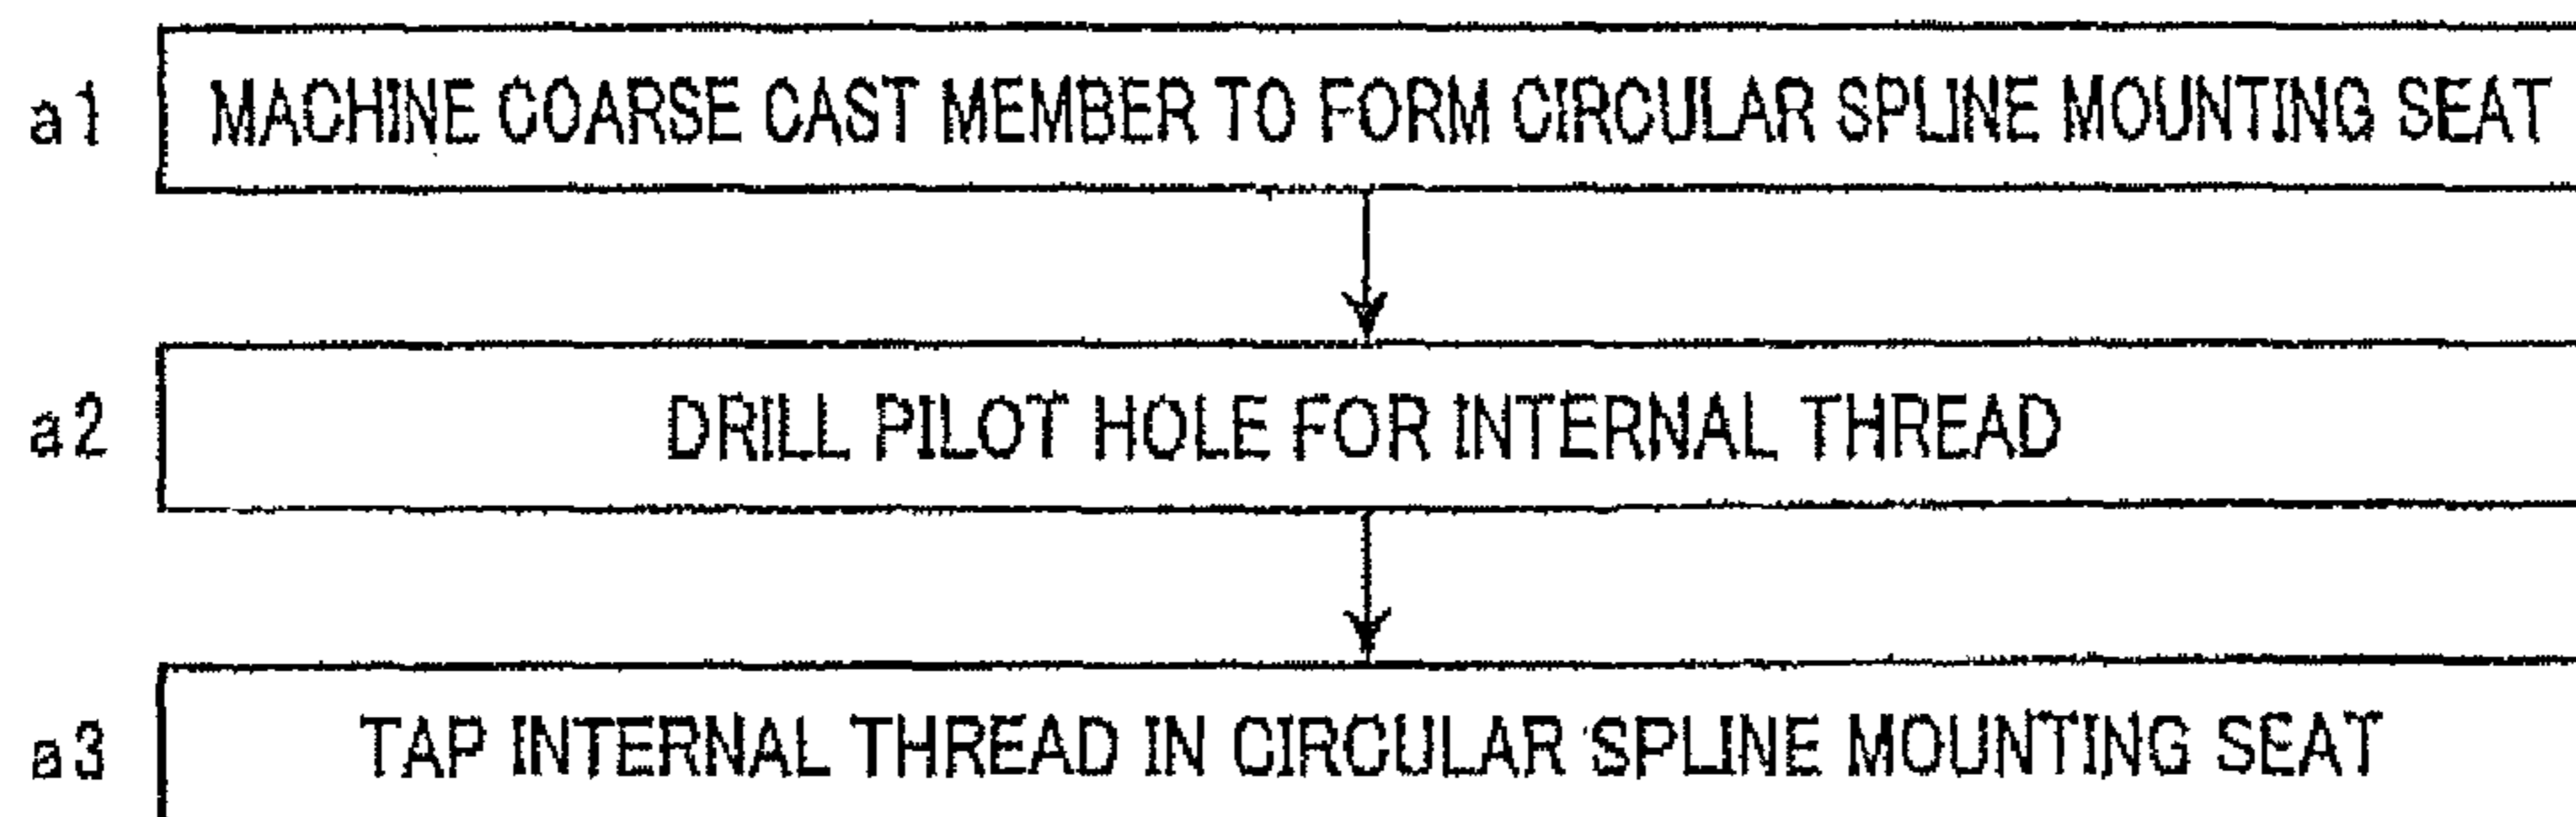 a1 MACHINE COARSE CAST MEMBER TO FORM CIRCULAR SPLINE MOUNTING SEAT
a2 DRILL PILOT HOLE FOR INTERNAL THREAD
a3 TAP INTERNAL THREAD IN CIRCULAR SPLINE MOUNTING SEAT